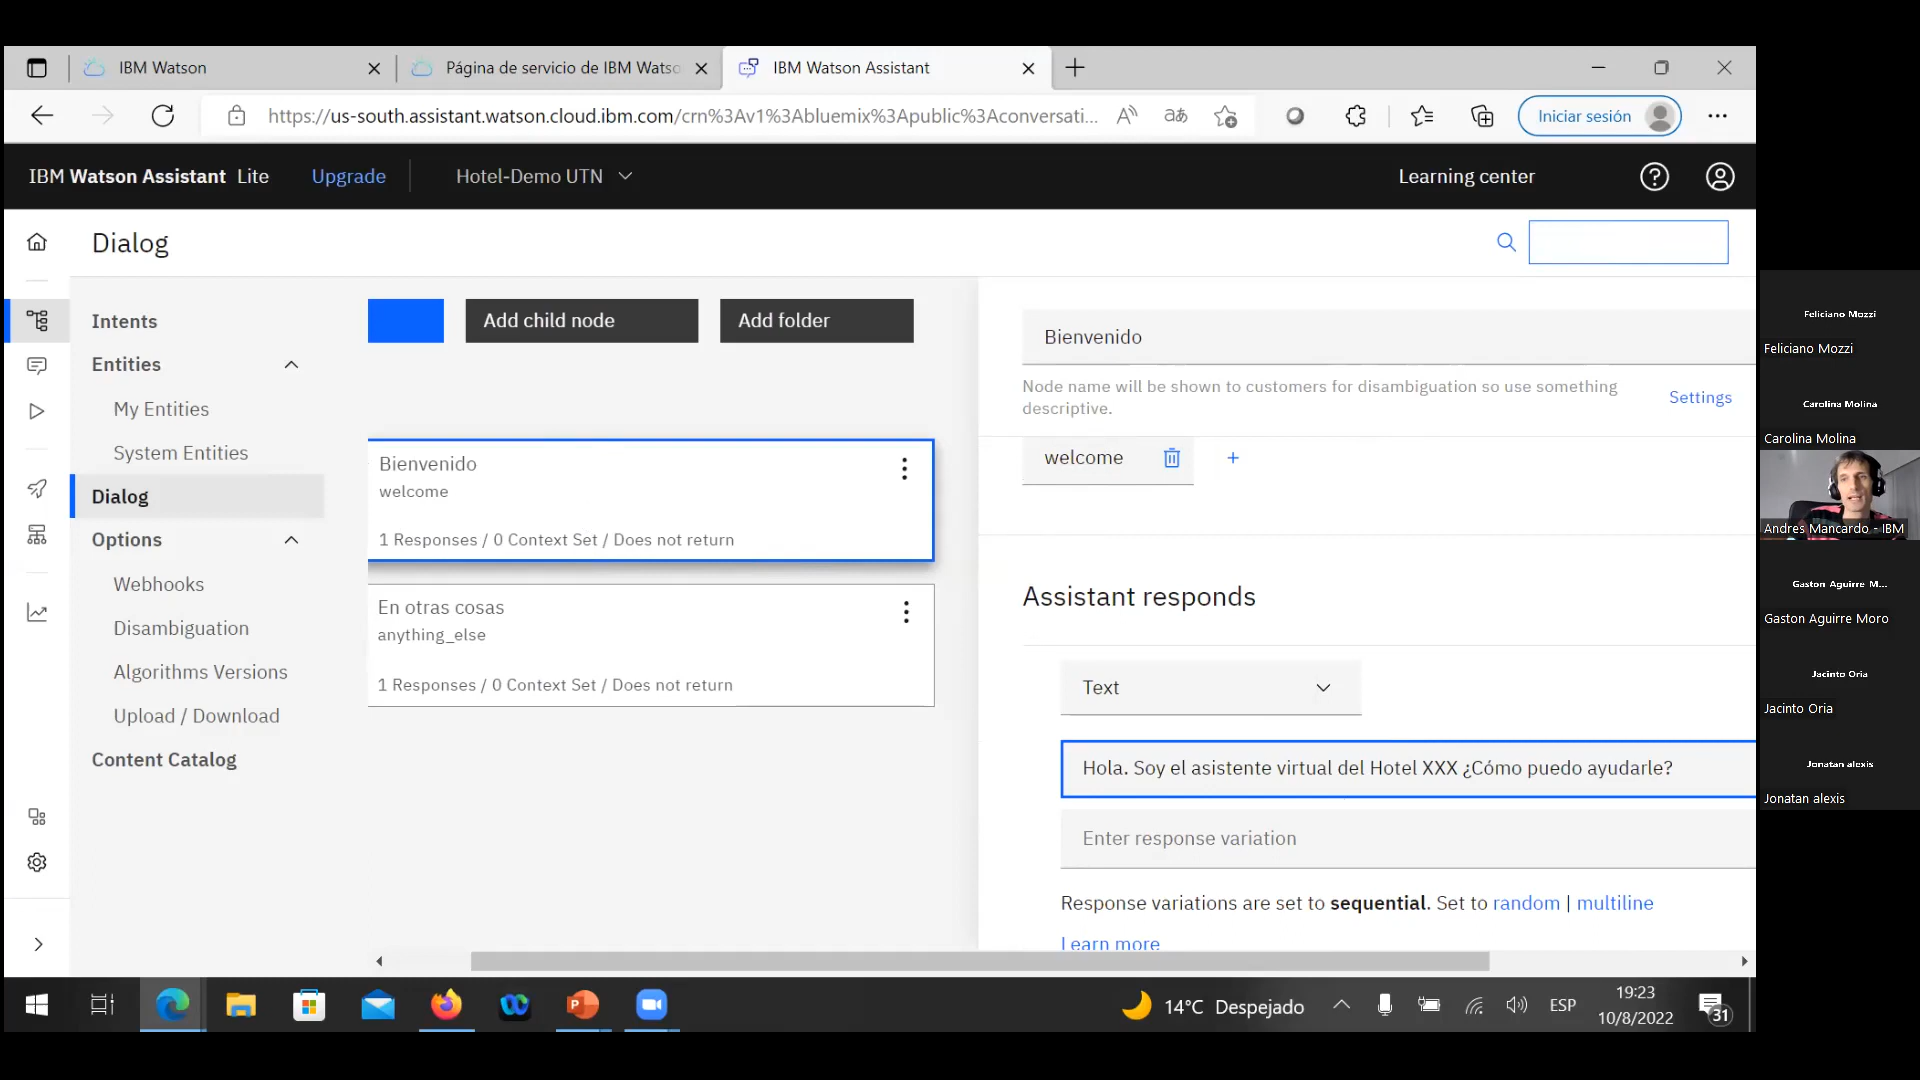 IBM Watson
Página de servicio de IBM Watso
IBM Watson Assistant
https://us-south.assistant.watson.cloud.ibm.com/crn%3Av1%3Abluemix%3Apublic%3Aconversati...
Iniciar sesión
IBM Watson Assistant Lite
Upgrade
Hotel-Demo UTN
Learning center
Dialog
Intents
Entities
My Entities
System Entities
Dialog
Options
Webhooks
Disambiguation
Algorithms Versions
Upload / Download
Content Catalog
Add child node
Add folder
Bienvenido
welcome
1 Responses / 0 Context Set / Does not return
En otras cosas
anything_else
1 Responses / 0 Context Set / Does not return
Bienvenido
Node name will be shown to customers for disambiguation so use something
descriptive.
Settings
welcome
Assistant responds
Text
Hola. Soy el asistente virtual del Hotel XXX ¿Cómo puedo ayudarle?
Enter response variation
Response variations are set to sequential. Set to random | multiline
Learn more
Feliciano Mozzi
Feliciano Mozzi
Carolina Molina
Carolina Molina
Andres Mancardo - IBM
Gaston Aguirre M...
Gaston Aguirre Moro
Jacinto Oria
Jacinto Oria
Jonatan alexis
Jonatan alexis
14°C Despejado
ESP
19:23
10/8/2022
31